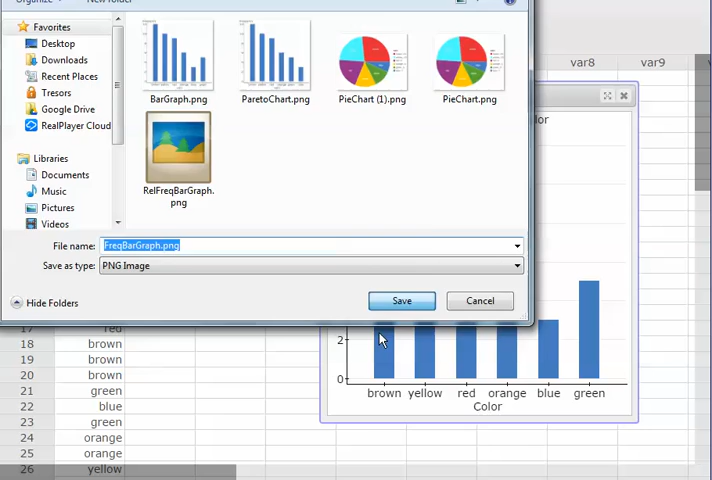 Organize
New folder
Favorites
Desktop
Downloads
Recent Places
Tresors
Google Drive
RealPlayer Cloud
Libraries
Documents
Music
Pictures
Videos
BarGraph.png
ParetoChart.png
PieChart (1).png
PieChart.png
RelFreqBarGraph.
png
File name: FreqBarGraph.png
Save as type: PNG Image
Hide Folders
Save
Cancel
var8
var9
2
0
brown yellow red orange blue green
Color
17 red
18 brown
19 brown
20 brown
21 green
22 blue
23 green
24 orange
25 orange
26 yellow